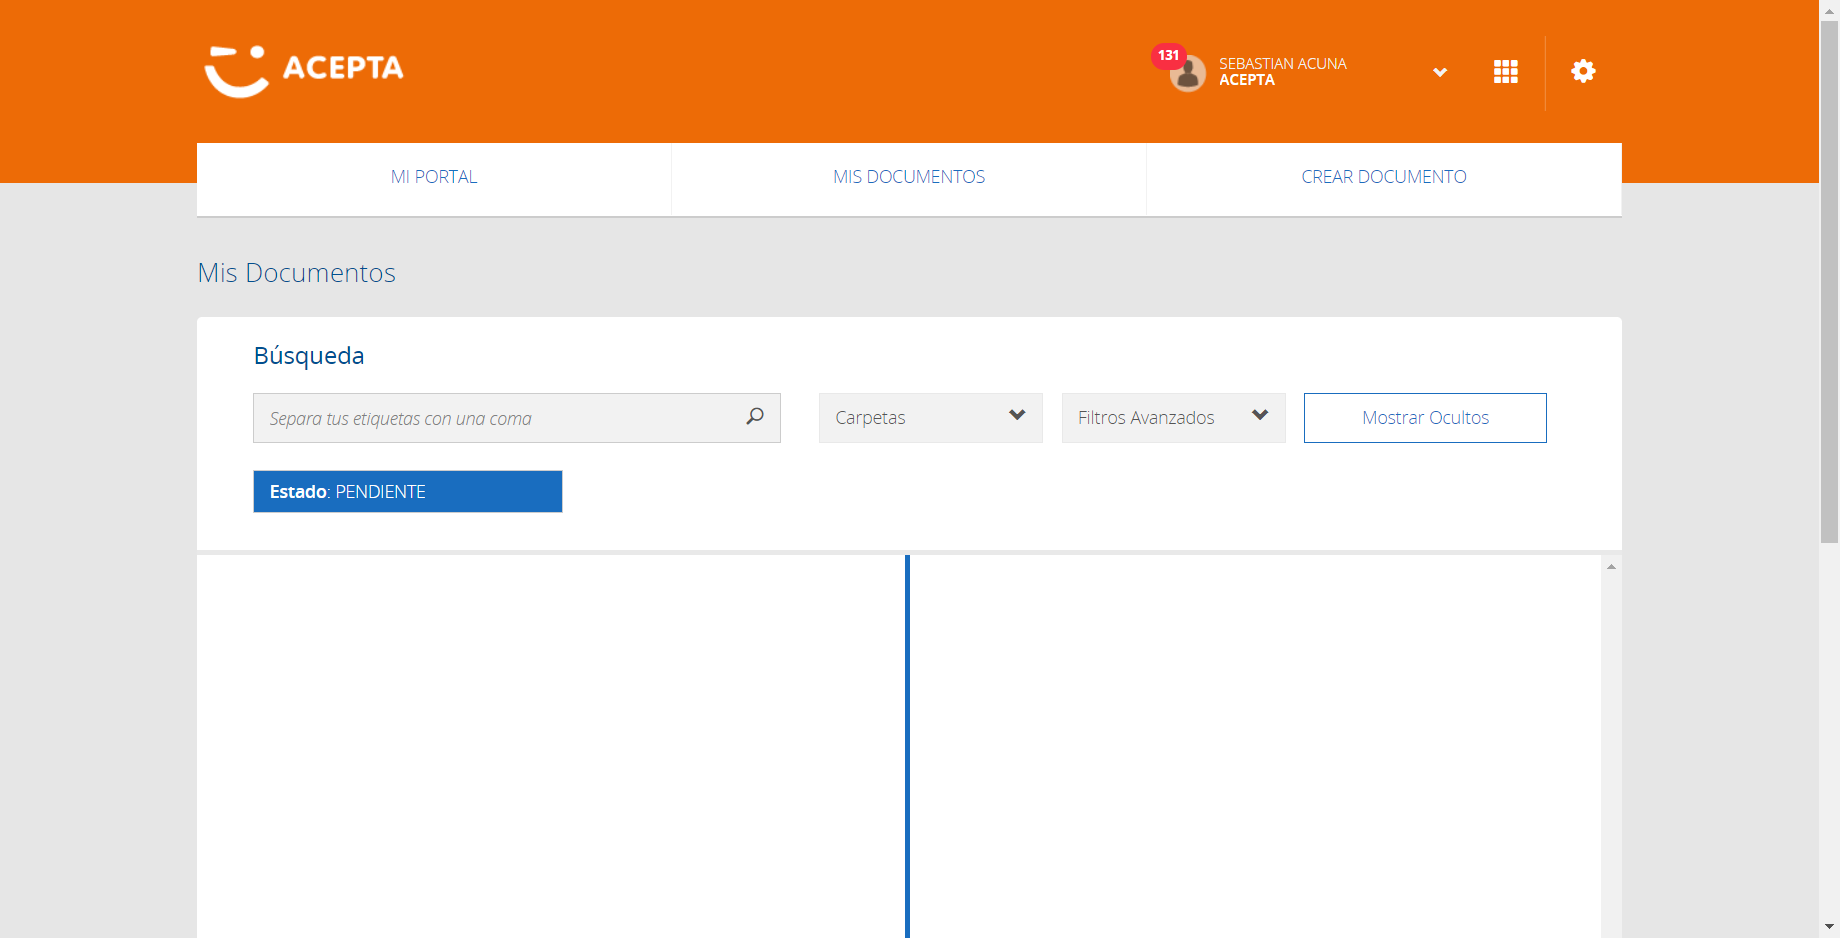 ACEPTA
131
SEBASTIAN ACUNA
ACEPTA
MI PORTAL
MIS DOCUMENTOS
CREAR DOCUMENTO
Mis Documentos
Búsqueda
Separa tus etiquetas con una coma
Carpetas
Filtros Avanzados
Mostrar Ocultos
Estado: PENDIENTE